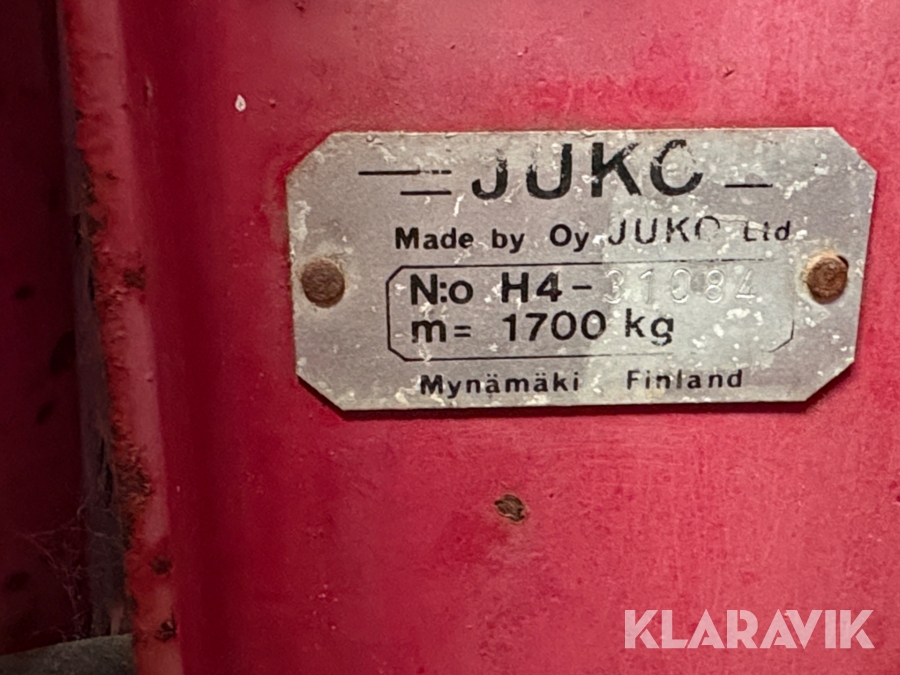 JUKO
Made by Oy JUKO Ltd
N:o H4-31084
m= 1700 kg
Mynämäki Finland
KLARAVIK